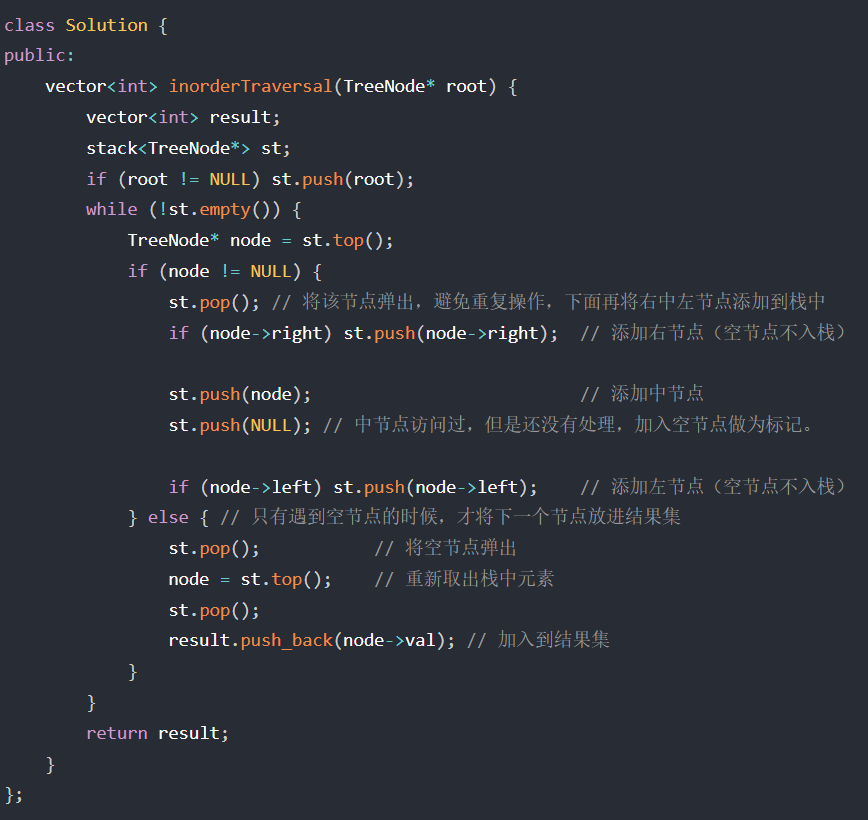 class Solution {
public:
    vector<int> inorderTraversal(TreeNode* root) {
        vector<int> result;
        stack<TreeNode*> st;
        if (root != NULL) st.push(root);
        while (!st.empty()) {
            TreeNode* node = st.top();
            if (node != NULL) {
                st.pop(); // 将该节点弹出，避免重复操作，下面再将右中左节点添加到栈中
                if (node->right) st.push(node->right);  // 添加右节点（空节点不入栈）

                st.push(node);                          // 添加中节点
                st.push(NULL); // 中节点访问过，但是还没有处理，加入空节点做为标记。

                if (node->left) st.push(node->left);    // 添加左节点（空节点不入栈）
            } else { // 只有遇到空节点的时候，才将下一个节点放进结果集
                st.pop();           // 将空节点弹出
                node = st.top();    // 重新取出栈中元素
                st.pop();
                result.push_back(node->val); // 加入到结果集
            }
        }
        return result;
    }
};